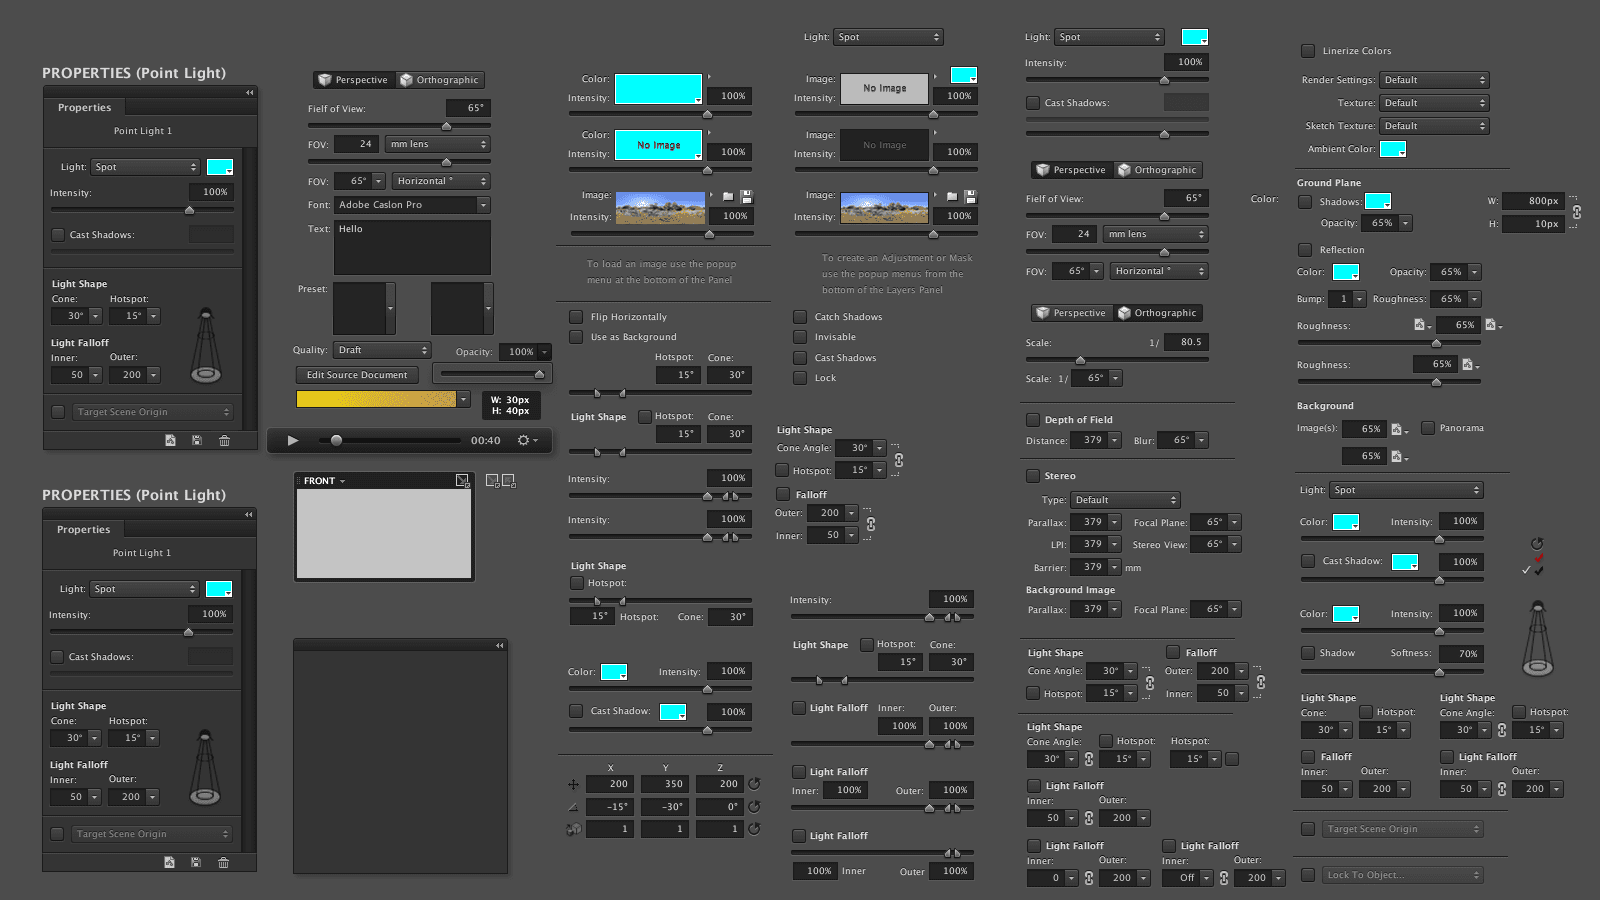 PROPERTIES (Point Light)
Properties
Point Light 1
Light: Spot
Intensity: 100%
Cast Shadows:
Light Shape
Cone: Hotspot:
30° 15°
Light Falloff
Inner: Outer:
50 200
Target Scene Origin
PROPERTIES (Point Light)
Properties
Point Light 1
Light: Spot
Intensity: 100%
Cast Shadows:
Light Shape
Cone: Hotspot:
30° 15°
Light Falloff
Inner: Outer:
50 200
Target Scene Origin
Perspective Orthographic
Fielf of View: 65°
FOV: 24 mm lens
FOV: 65° Horizontal °
Font: Adobe Caslon Pro
Text: Hello
Preset:
Quality: Draft Opacity: 100%
Edit Source Document
W: 30px
H: 40px
00:40
FRONT
Color:
Intensity: 100%
Color: No Image
Intensity: 100%
Image:
Intensity: 100%
To load an image use the popup
menu at the bottom of the Panel
Flip Horizontally
Use as Background
Hotspot: Cone:
15° 30°
Light Shape Hotspot: Cone:
15° 30°
Intensity: 100%
Intensity: 100%
Light Shape
Hotspot:
15° Hotspot: Cone: 30°
Color: Intensity: 100%
Cast Shadow: 100%
X Y Z
200 350 200
-15° -30° 0°
1 1 1
Light: Spot
Image: No Image
Intensity: 100%
Image: No Image
Intensity: 100%
Image:
Intensity: 100%
To create an Adjustment or Mask
use the popup menus from the
bottom of the Layers Panel
Catch Shadows
Invisible
Cast Shadows
Lock
Light Shape
Cone Angle: 30°
Hotspot: 15°
Falloff
Outer: 200
Inner: 50
Intensity: 100%
Light Shape Hotspot: Cone:
15° 30°
Light Falloff Inner: Outer:
100% 100%
Light Falloff
Inner: 100% Outer: 100%
Light Falloff
100% Inner Outer 100%
Light: Spot
Intensity: 100%
Cast Shadows:
Perspective Orthographic
Fielf of View: 65°
FOV: 24 mm lens
FOV: 65° Horizontal °
Perspective Orthographic
Scale: 1/ 80.5
Scale: 1/ 65°
Depth of Field
Distance: 379 Blur: 65°
Stereo
Type: Default
Parallax: 379 Focal Plane: 65°
LPI: 379 Stereo View: 65°
Barrier: 379 mm
Background Image
Parallax: 379 Focal Plane: 65°
Light Shape Falloff
Cone Angle: 30° Outer: 200
Hotspot: 15° Inner: 50
Light Shape
Cone Angle: Hotspot: Hotspot:
30° 15° 15°
Light Falloff
Inner: Outer:
50 200
Light Falloff Light Falloff
Inner: Outer: Inner: Outer:
0 200 Off 200
Color:
Linerize Colors
Render Settings: Default
Texture: Default
Sketch Texture: Default
Ambient Color:
Ground Plane
Shadows: W: 800px
Opacity: 65% H: 10px
Reflection
Color: Opacity: 65%
Bump: 1 Roughness: 65%
Roughness: 65%
Roughness: 65%
Background
Image(s): 65% Panorama
65%
Light: Spot
Color: Intensity: 100%
Cast Shadow: 100%
Color: Intensity: 100%
Shadow Softness: 70%
Light Shape Light Shape
Cone: Hotspot: Cone Angle: Hotspot:
30° 15° 30° 15°
Falloff Light Falloff
Inner: Outer: Inner: Outer:
50 200 50 200
Target Scene Origin
Lock To Object...